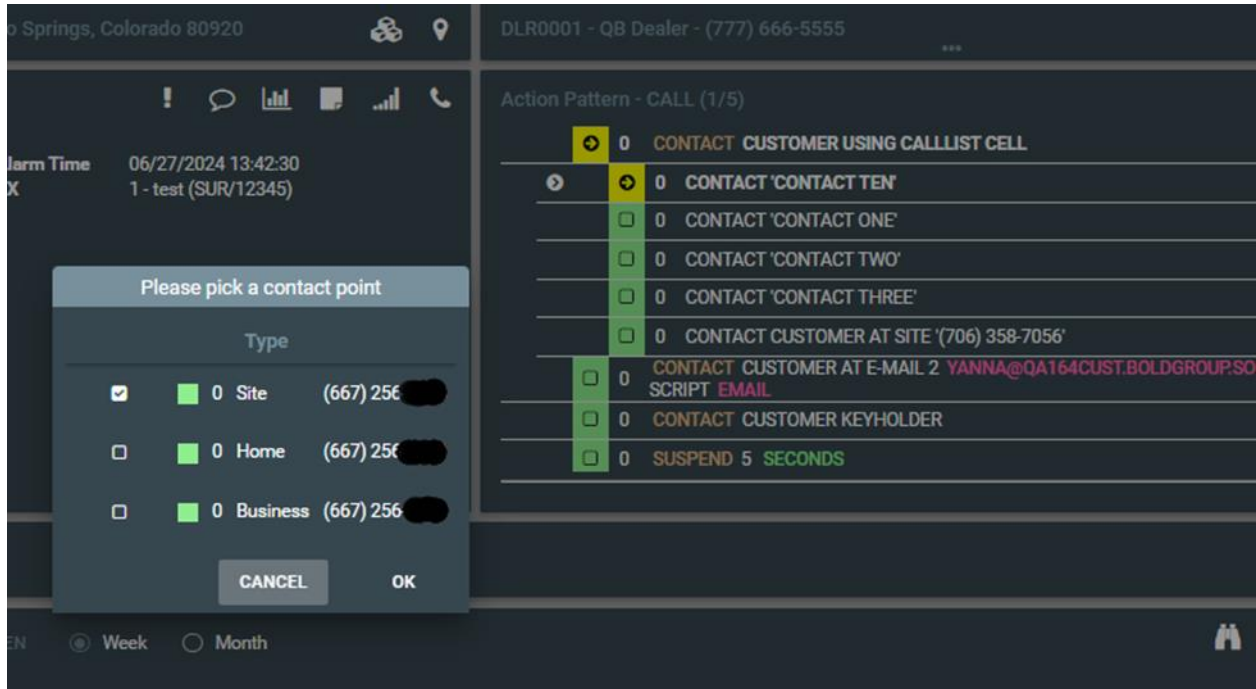 Springs, Colorado 80920
DLR0001 - QB Dealer - (777) 666-5555
Action Pattern - CALL (1/5)
0 CONTACT CUSTOMER USING CALLLIST CELL
larm Time 06/27/2024 13:42:30
X 1 - test (SUR/12345)
0 CONTACT 'CONTACT TEN'
0 CONTACT 'CONTACT ONE'
0 CONTACT 'CONTACT TWO'
0 CONTACT 'CONTACT THREE'
0 CONTACT CUSTOMER AT SITE '(706) 358-7056'
0 CONTACT CUSTOMER AT E-MAIL 2 YANNA@QA164CUST.BOLDGROUP.SO
SCRIPT EMAIL
0 CONTACT CUSTOMER KEYHOLDER
0 SUSPEND 5 SECONDS
Please pick a contact point
Type
0 Site (667) 256
0 Home (667) 256
0 Business (667) 256
CANCEL OK
EN Week Month